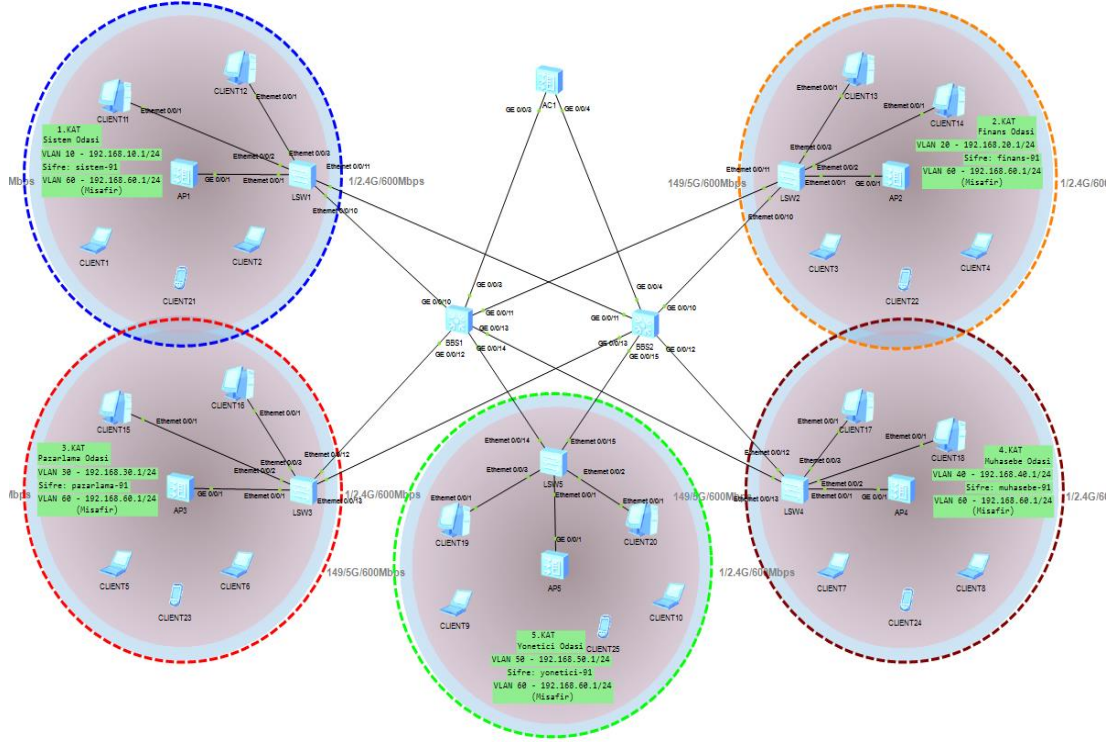 CLIENT12
Ethernet 0/0/1
CLIENT11
Ethernet 0/0/1
1.KAT
Sistem Odasi
VLAN 10 - 192.168.10.1/24
Sifre: sistem-91
VLAN 60 - 192.168.60.1/24
(Misafir)
Ethernet 0/0/3
Ethernet 0/0/2
Ethernet 0/0/11
GE 0/0/1
Ethernet 0/0/1
AP1
LSW1
Ethernet 0/0/10
Mbps
1/2.4G/600Mbps
CLIENT1
CLIENT2
CLIENT21
AC1
GE 0/0/3
GE 0/0/4
CLIENT13
Ethernet 0/0/1
CLIENT14
Ethernet 0/0/1
2.KAT
Finans Odasi
VLAN 20 - 192.168.20.1/24
Sifre: finans-91
VLAN 60 - 192.168.60.1/24
(Misafir)
Ethernet 0/0/3
Ethernet 0/0/11
Ethernet 0/0/2
Ethernet 0/0/1
GE 0/0/1
LSW2
AP2
Ethernet 0/0/10
149/5G/600Mbps
1/2.4G/60
CLIENT3
CLIENT4
CLIENT22
GE 0/0/3
GE 0/0/4
GE 0/0/10
GE 0/0/11
GE 0/0/13
GE 0/0/14
GE 0/0/12
BBS1
GE 0/0/10
GE 0/0/11
GE 0/0/13
GE 0/0/15
GE 0/0/12
BBS2
CLIENT16
Ethernet 0/0/1
CLIENT15
Ethernet 0/0/1
3.KAT
Pazarlama Odasi
VLAN 30 - 192.168.30.1/24
Sifre: pazarlama-91
VLAN 60 - 192.168.60.1/24
(Misafir)
Ethernet 0/0/12
Ethernet 0/0/3
Ethernet 0/0/2
GE 0/0/1
Ethernet 0/0/1
AP3
LSW3
Ethernet 0/0/13
Mbps
1/2.4G/600Mbps
CLIENT5
CLIENT6
CLIENT23
Ethernet 0/0/14
Ethernet 0/0/15
Ethernet 0/0/3
Ethernet 0/0/2
Ethernet 0/0/1
LSW5
Ethernet 0/0/1
Ethernet 0/0/1
CLIENT19
CLIENT20
GE 0/0/1
AP5
149/5G/600Mbps
1/2.4G/600Mbps
CLIENT9
CLIENT10
CLIENT25
5.KAT
Yonetici Odasi
VLAN 50 - 192.168.50.1/24
Sifre: yonetici-91
VLAN 60 - 192.168.60.1/24
(Misafir)
CLIENT17
Ethernet 0/0/1
CLIENT18
Ethernet 0/0/1
4.KAT
Muhasebe Odasi
VLAN 40 - 192.168.40.1/24
Sifre: muhasebe-91
VLAN 60 - 192.168.60.1/24
(Misafir)
Ethernet 0/0/12
Ethernet 0/0/3
Ethernet 0/0/2
Ethernet 0/0/1
GE 0/0/1
LSW4
AP4
Ethernet 0/0/13
149/5G/600Mbps
1/2.4G/60
CLIENT7
CLIENT8
CLIENT24